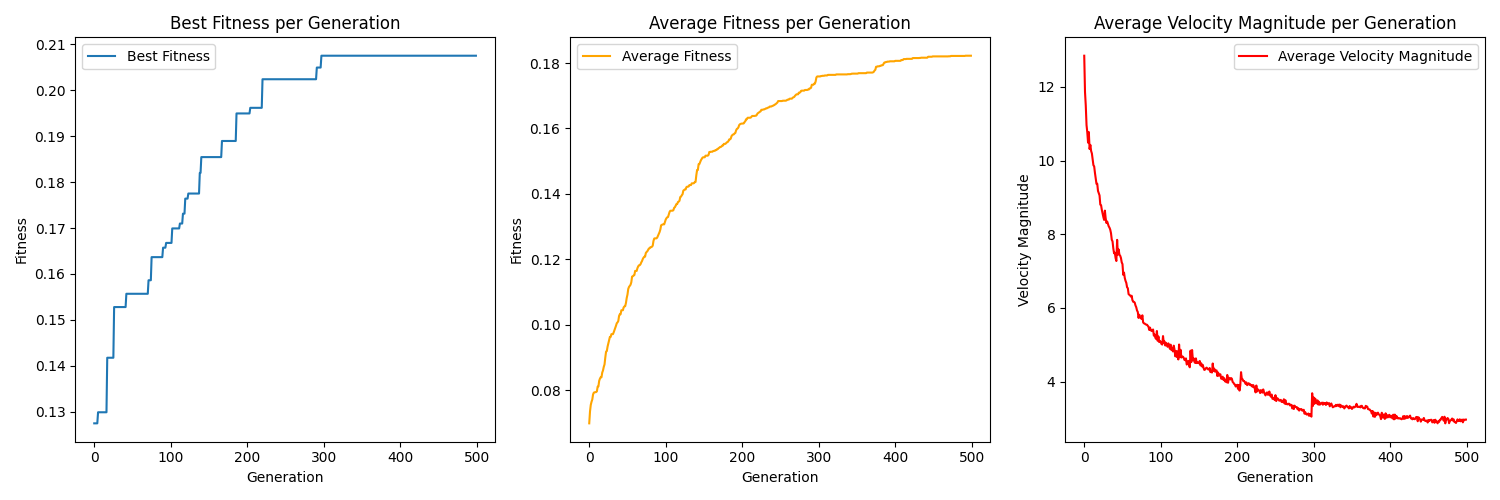 Best Fitness per Generation
Best Fitness
0.21
0.20
0.19
0.18
0.17
0.16
0.15
0.14
0.13
Fitness
0 100 200 300 400 500
Generation
Average Fitness per Generation
Average Fitness
0.18
0.16
0.14
0.12
0.10
0.08
Fitness
0 100 200 300 400 500
Generation
Average Velocity Magnitude per Generation
Average Velocity Magnitude
12
10
8
6
4
Velocity Magnitude
0 100 200 300 400 500
Generation